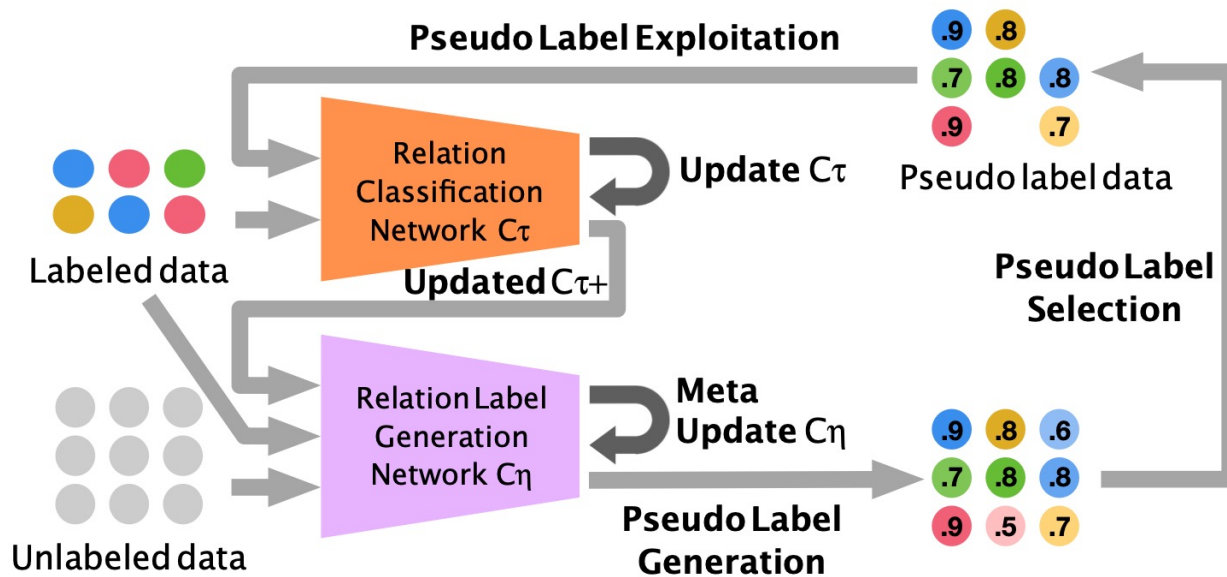 Pseudo Label Exploitation
.9 .8
.7 .8 .8
.9 .7
Pseudo label data
Relation
Classification
Network Cτ
Update Cτ
Labeled data
Updated Cτ+
Pseudo Label
Selection
Relation Label
Generation
Network Cη
Meta
Update Cη
.9 .8 .6
.7 .8 .8
.9 .5 .7
Pseudo Label
Generation
Unlabeled data